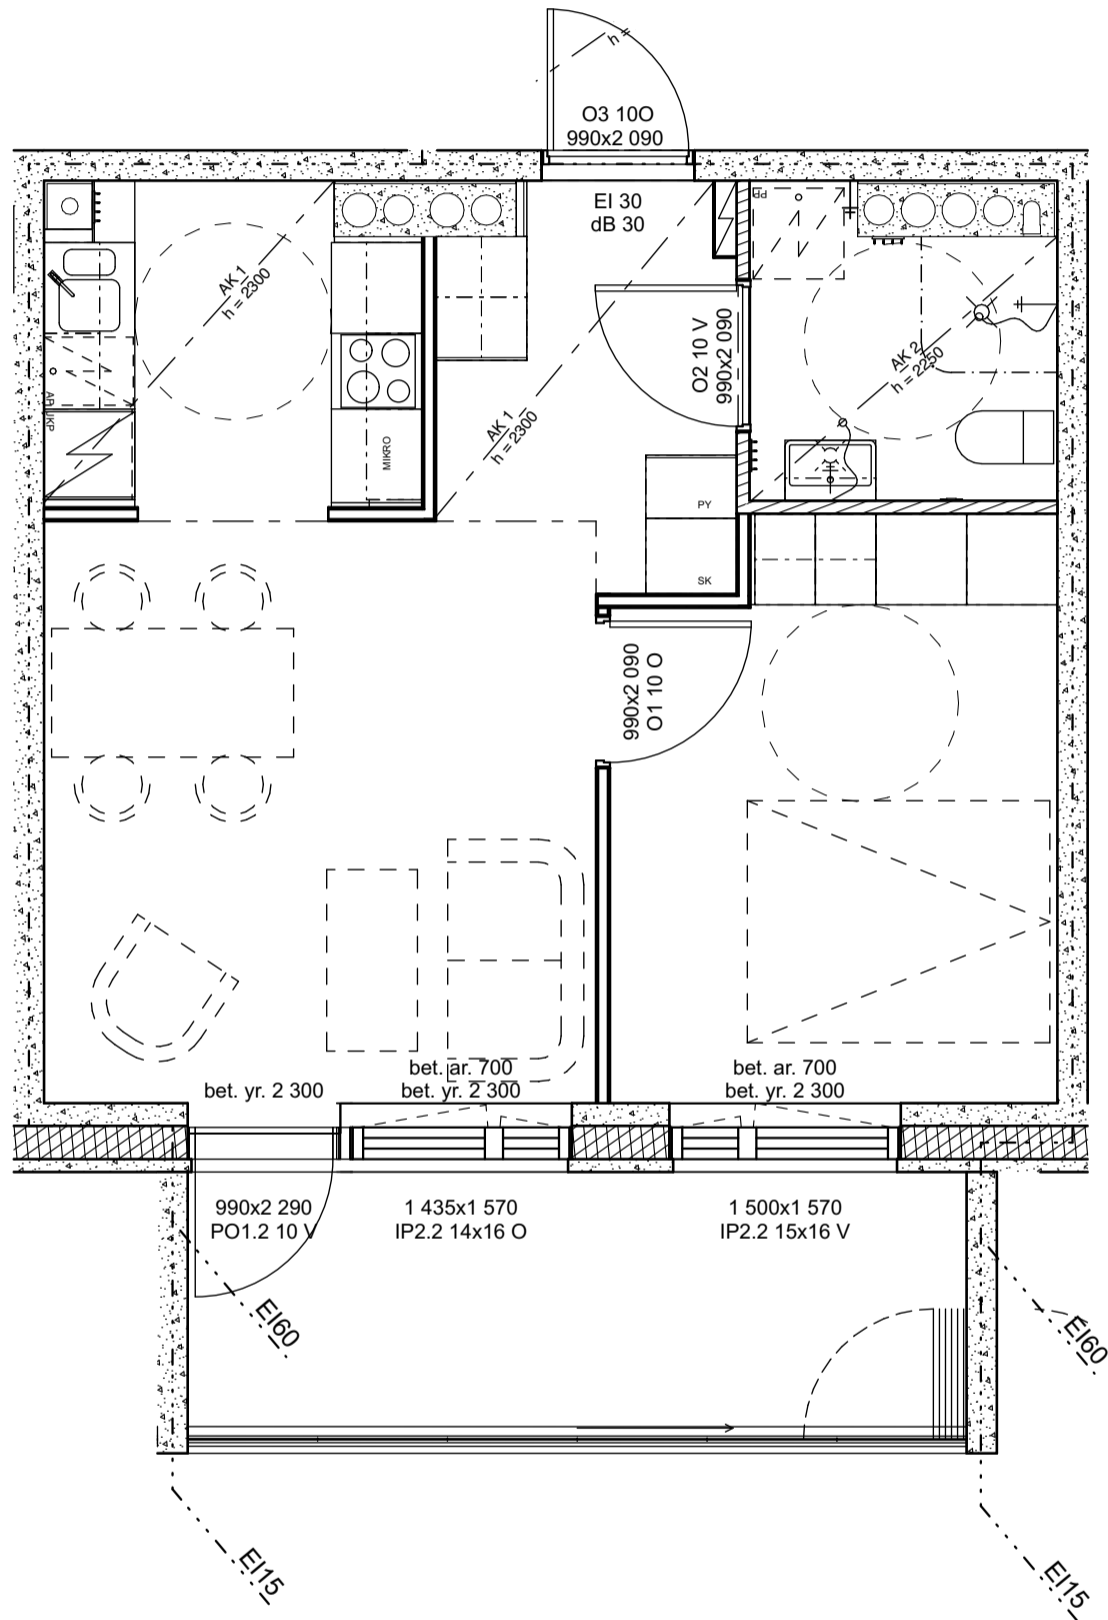 h =
O3 10O
990x2 090
EI 30
dB 30
PP
AK 1
h = 2300
O2 10 V
990x2 090
AK 2
h = 2250
AP
JKP
MIKRO
AK 1
h = 2300
PY
SK
990x2 090
O1 10 O
bet. yr. 2 300
bet. ar. 700
bet. yr. 2 300
bet. ar. 700
bet. yr. 2 300
990x2 290
PO1.2 10 V
1 435x1 570
IP2.2 14x16 O
1 500x1 570
IP2.2 15x16 V
EI60
EI60
EI15
EI15